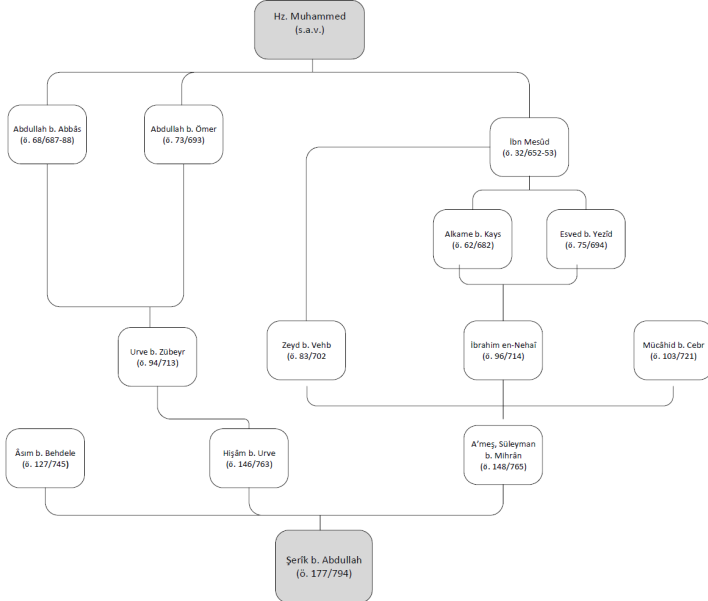 Hz. Muhammed
(s.a.v.)
Abdullah b. Abbâs
(ö. 68/687-88)
Abdullah b. Ömer
(ö. 73/693)
İbn Mesûd
(ö. 32/652-53)
Alkame b. Kays
(ö. 62/682)
Esved b. Yezîd
(ö. 75/694)
Urve b. Zübeyr
(ö. 94/713)
Zeyd b. Vehb
(ö. 83/702
İbrahim en-Nehaî
(ö. 96/714)
Mücâhid b. Cebr
(ö. 103/721)
Âsım b. Behdele
(ö. 127/745)
Hişâm b. Urve
(ö. 146/763)
A'meş, Süleyman
b. Mihrân
(ö. 148/765)
Şerîk b. Abdullah
(ö. 177/794)